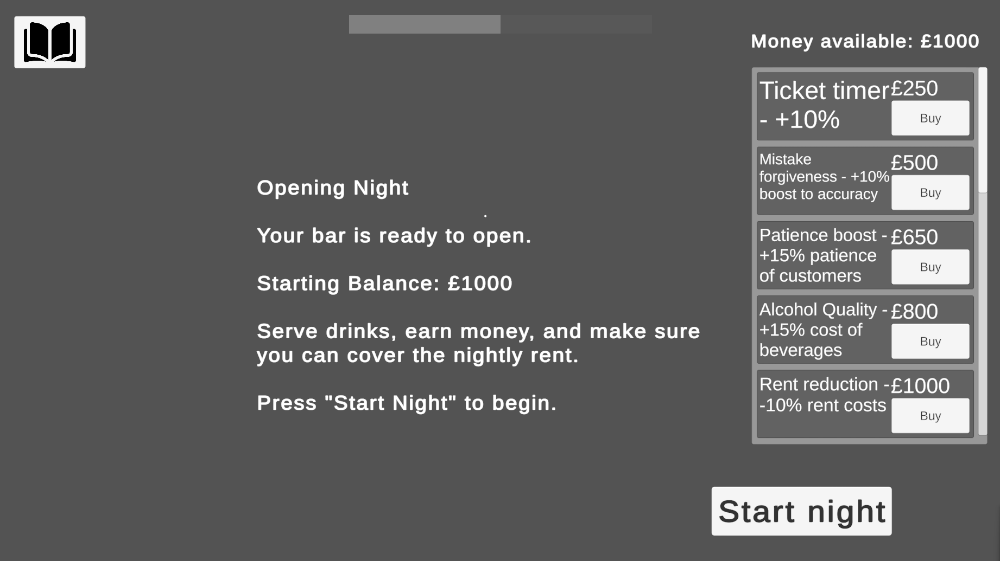 Money available: £1000
Ticket timer
- +10%
£250
Buy
Mistake
forgiveness - +10%
boost to accuracy
£500
Buy
Patience boost -
+15% patience
of customers
£650
Buy
Alcohol Quality -
+15% cost of
beverages
£800
Buy
Rent reduction -
-10% rent costs
£1000
Buy
Opening Night
Your bar is ready to open.
Starting Balance: £1000
Serve drinks, earn money, and make sure
you can cover the nightly rent.
Press "Start Night" to begin.
Start night